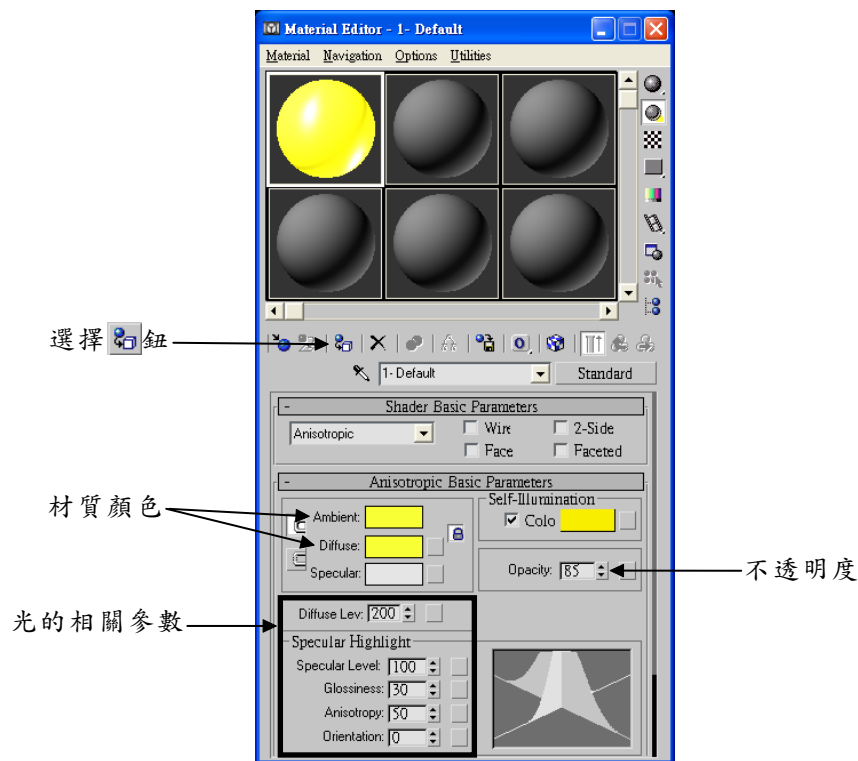 Material Editor - 1- Default
Material Navigation Options Utilities
選擇 鈕
1- Default Standard
- Shader Basic Parameters
Anisotropic Wire 2-Side
Face Faceted
- Anisotropic Basic Parameters
材質顏色
Ambient:
Diffuse:
Specular:
Self-Illumination
Colo
Opacity: 85
不透明度
光的相關參數
Diffuse Lev: 200
Specular Highlight
Specular Level: 100
Glossiness: 30
Anisotropy: 50
Orientation: 0